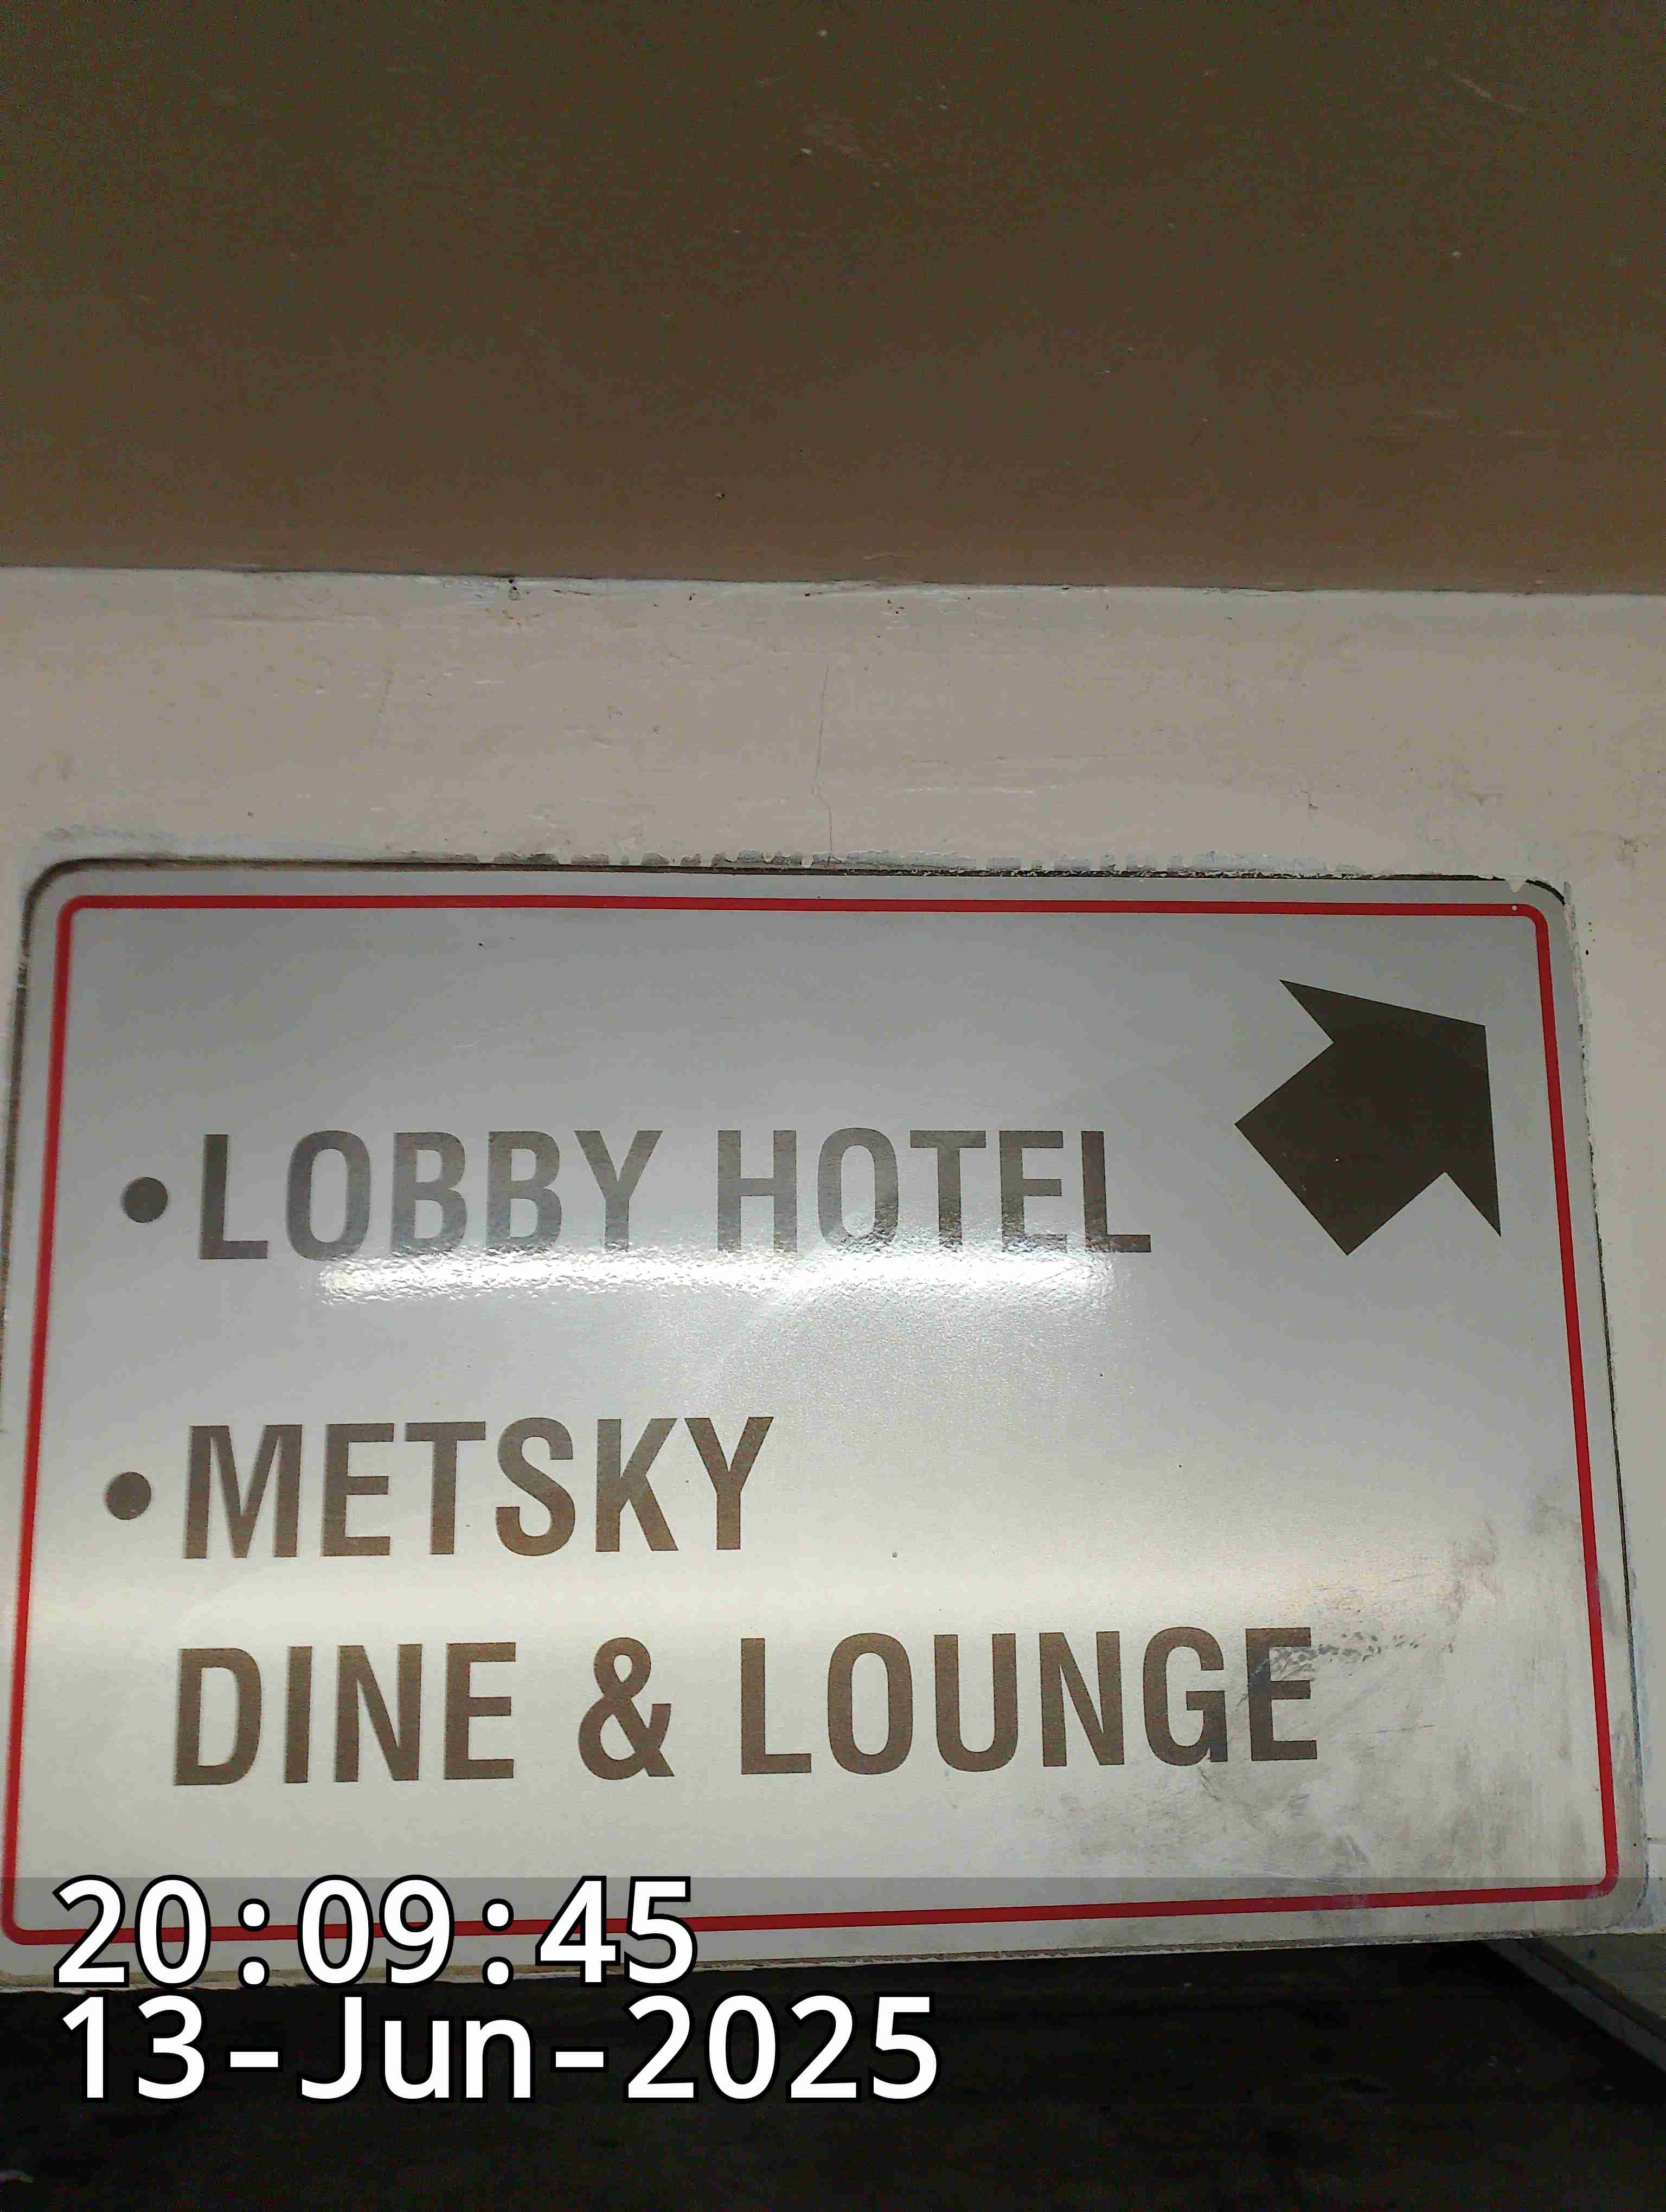 •LOBBY HOTEL
•METSKY
DINE & LOUNGE
20:09:45
13-Jun-2025